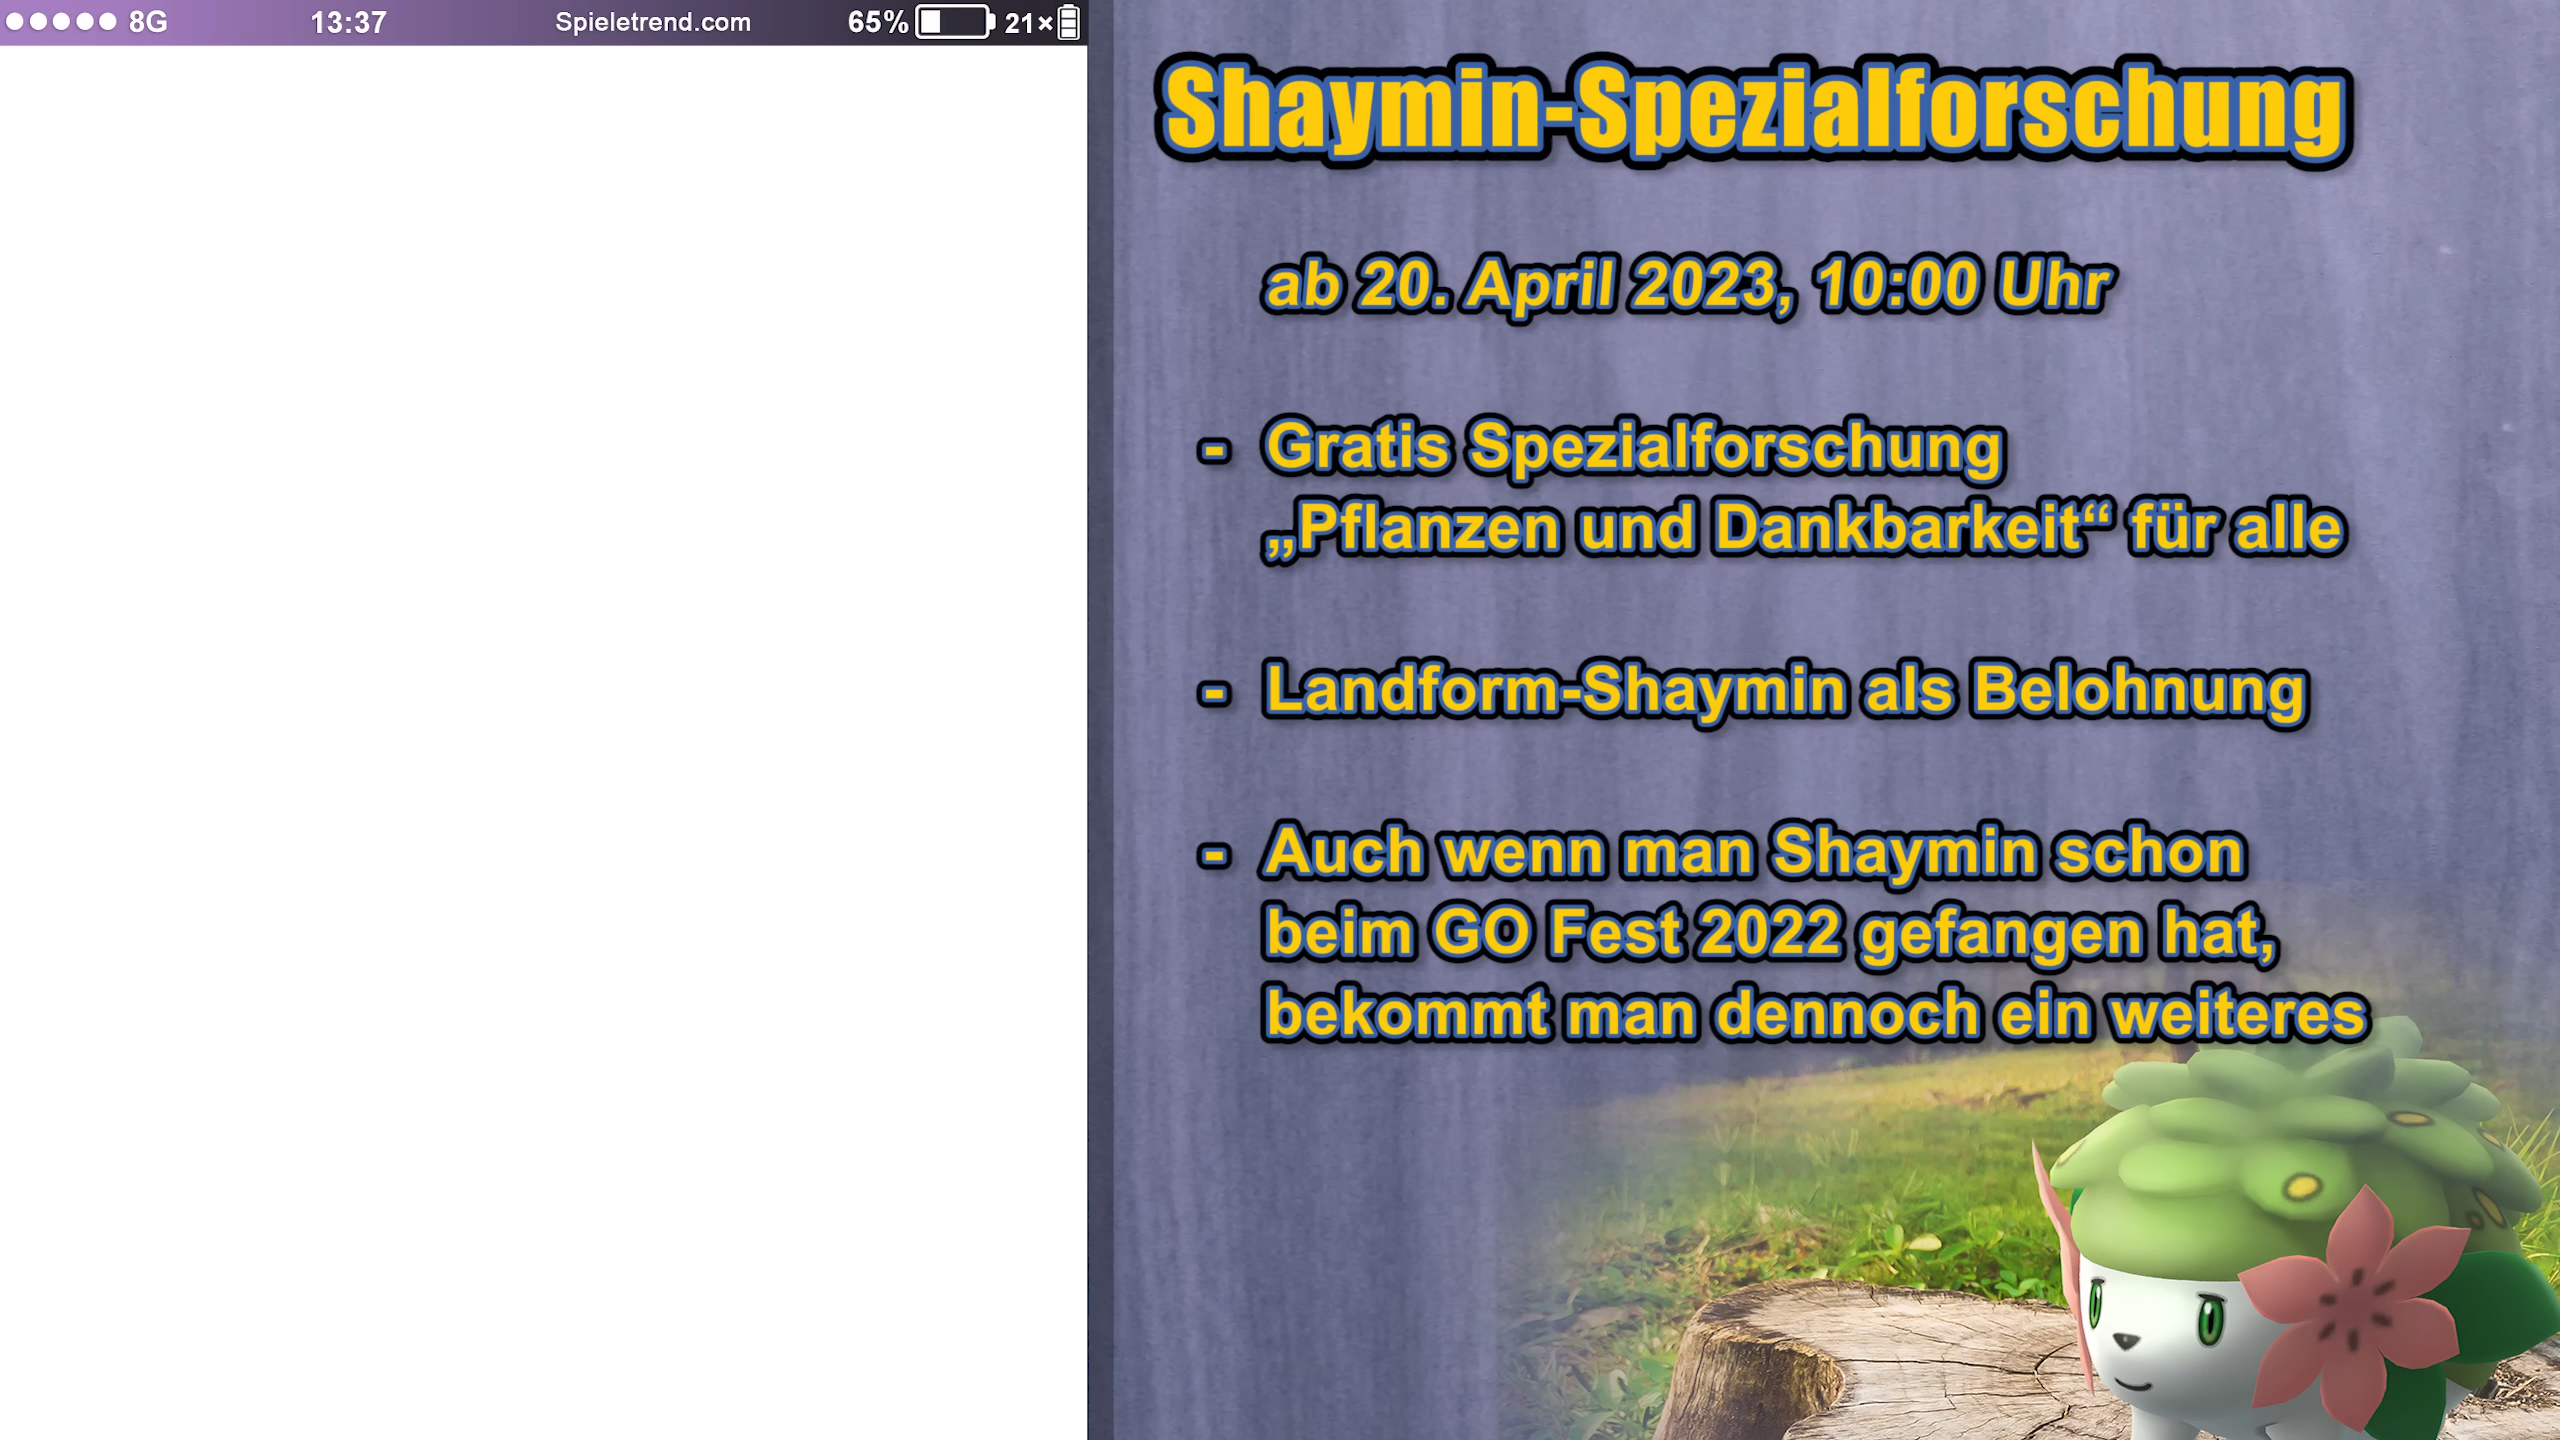 8G 13:37 Spieletrend.com 65% 21×
Shaymin-Spezialforschung
ab 20. April 2023, 10:00 Uhr
- Gratis Spezialforschung
„Pflanzen und Dankbarkeit“ für alle
- Landform-Shaymin als Belohnung
- Auch wenn man Shaymin schon
beim GO Fest 2022 gefangen hat,
bekommt man dennoch ein weiteres